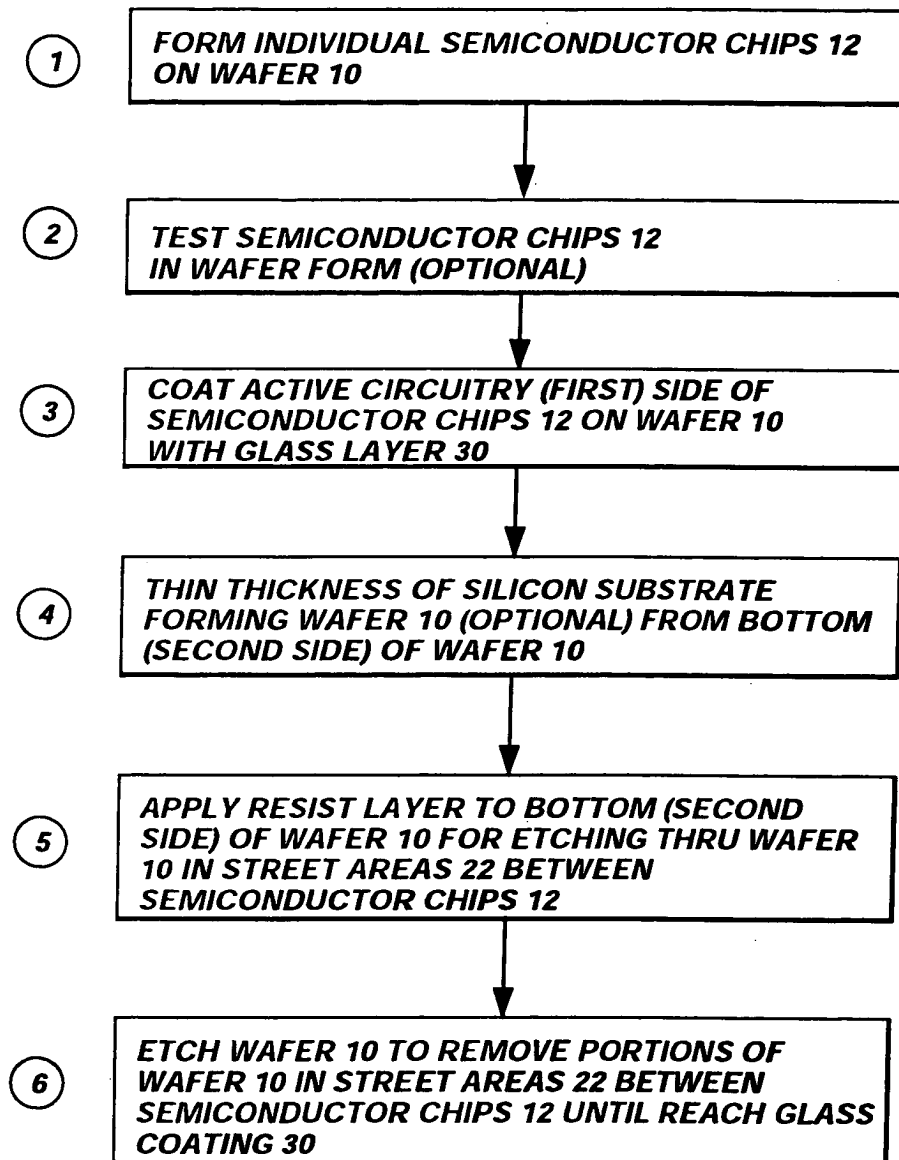 1
FORM INDIVIDUAL SEMICONDUCTOR CHIPS 12
ON WAFER 10
2
TEST SEMICONDUCTOR CHIPS 12
IN WAFER FORM (OPTIONAL)
3
COAT ACTIVE CIRCUITRY (FIRST) SIDE OF
SEMICONDUCTOR CHIPS 12 ON WAFER 10
WITH GLASS LAYER 30
4
THIN THICKNESS OF SILICON SUBSTRATE
FORMING WAFER 10 (OPTIONAL) FROM BOTTOM
(SECOND SIDE) OF WAFER 10
5
APPLY RESIST LAYER TO BOTTOM (SECOND
SIDE) OF WAFER 10 FOR ETCHING THRU WAFER
10 IN STREET AREAS 22 BETWEEN
SEMICONDUCTOR CHIPS 12
6
ETCH WAFER 10 TO REMOVE PORTIONS OF
WAFER 10 IN STREET AREAS 22 BETWEEN
SEMICONDUCTOR CHIPS 12 UNTIL REACH GLASS
COATING 30